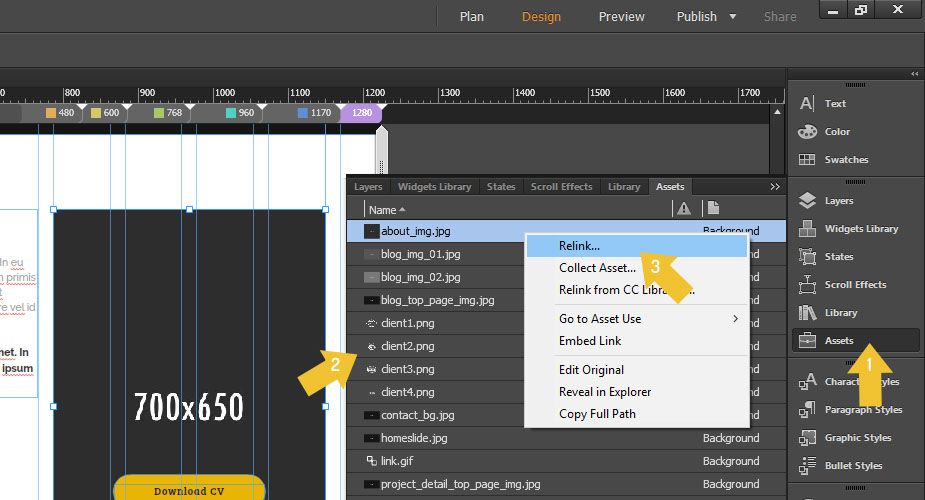 Plan Design Preview Publish Share
800 900 1000 1100 1200 1300 1400 1500 1600 1700
480 600 768 960 1170 1280
Text
Color
Swatches
Layers
Widgets Library
States
Scroll Effects
Library
Assets
Character Styles
Paragraph Styles
Graphic Styles
Bullet Styles
1
Layers Widgets Library States Scroll Effects Library Assets
Name
about_img.jpg Background
blog_img_01.jpg
blog_img_02.jpg
blog_top_page_img.jpg
client1.png
client2.png
client3.png
client4.png
contact_bg.jpg
homeslide.jpg Background
link.gif Background
project_detail_top_page_img.jpg Background
2
Relink...
Collect Asset...
Relink from CC
Go to Asset Use
Embed Link
Edit Original
Reveal in Explorer
Copy Full Path
3
In eu
primis
t
re vel id
net. In
ipsum
700x650
Download CV